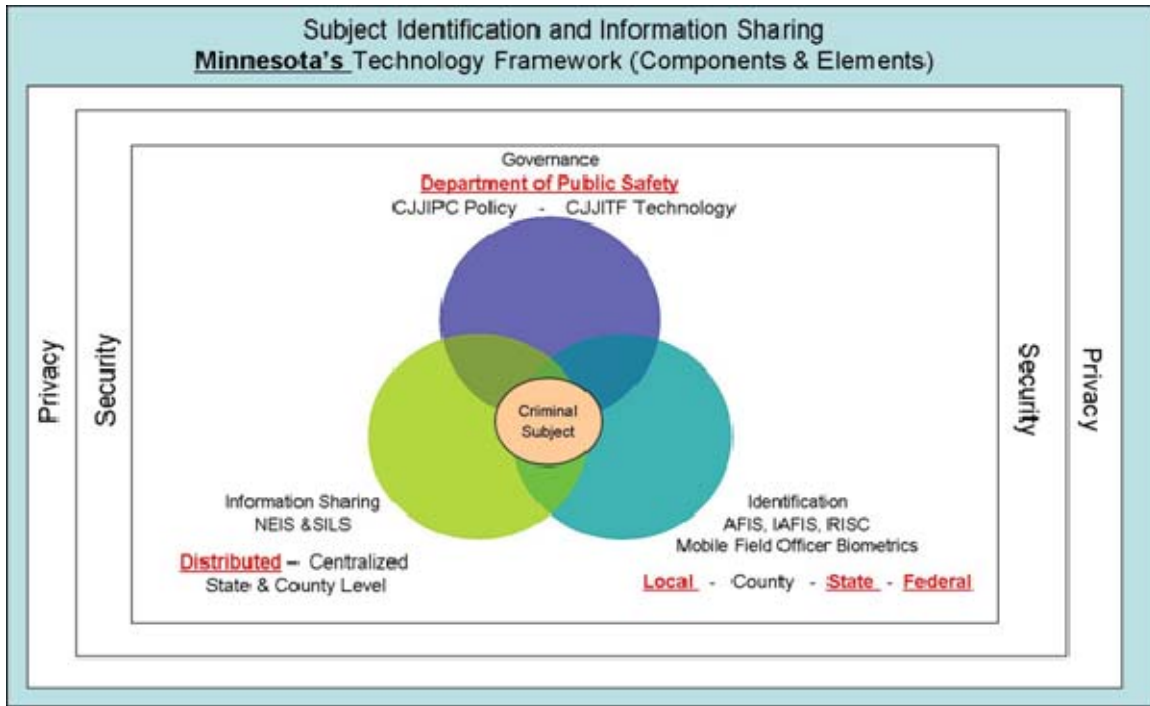 Subject Identification and Information Sharing
Minnesota's Technology Framework (Components & Elements)
Governance
Department of Public Safety
CJJIPC Policy - CJJITF Technology
Privacy
Security
Criminal
Subject
Security
Privacy
Information Sharing
NEIS &SILS
Distributed – Centralized
State & County Level
Identification
AFIS, IAFIS, RISC
Mobile Field Officer Biometrics
Local - County - State - Federal